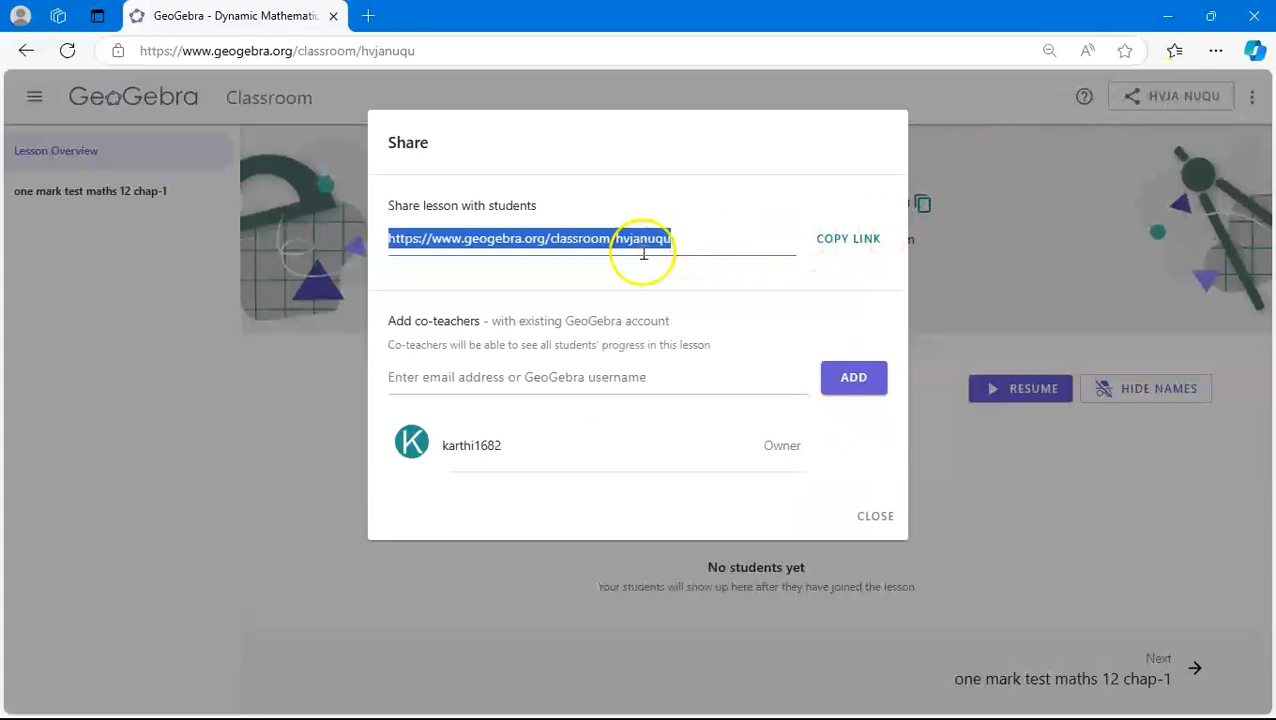 GeoGebra - Dynamic Mathematic
https://www.geogebra.org/classroom/hvjanuqu
GeoGebra Classroom
HVJA NUQU
Lesson Overview
one mark test maths 12 chap-1
Share
Share lesson with students
https://www.geogebra.org/classroom/hvjanuqu
COPY LINK
Add co-teachers - with existing GeoGebra account
Co-teachers will be able to see all students' progress in this lesson
Enter email address or GeoGebra username
ADD
RESUME
HIDE NAMES
K
karthi1682
Owner
CLOSE
No students yet
Your students will show up here after they have joined the lesson
Next
one mark test maths 12 chap-1